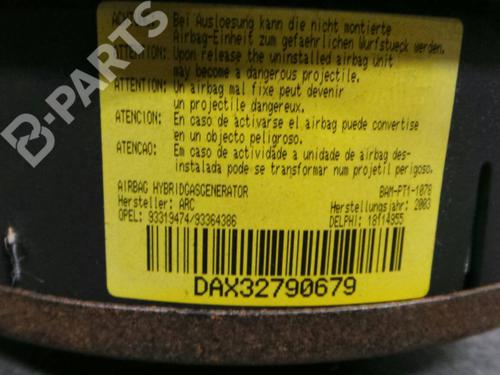 B-PARTS
Bei Ausloesung kann die nicht montierte
Airbag-Einheit zum gefaehrlichen Wurfstueck werden.
ATTENTION: Upon release the uninstalled airbag unit
may become a dangerous projectile.
ATTENTION: Un airbag mal fixe peut devenir
un projectile dangereux.
ATENCION: En caso de activarse el airbag puede convertise
en un objecto peligroso.
ATENCAO: Em caso de actividade a unidade de airbag des-
instalada pode se transformar num projetil perigoso.
AIRBAG HYBRIDGASGENERATOR BAM-PT1-1078
Hersteller: ARC Herstellungsjahr: 2003
OPEL: 93319474/93364386 DELPHI: 18114955
DAX32790679